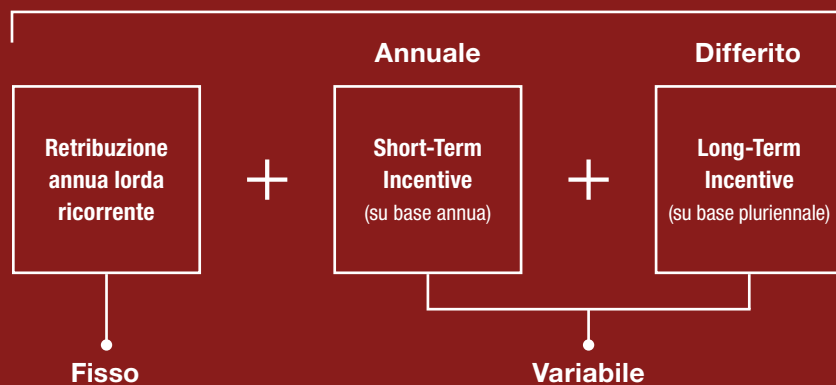 Annuale
Differito
Retribuzione
annua lorda
ricorrente
+
Short-Term
Incentive
(su base annua)
+
Long-Term
Incentive
(su base pluriennale)
Fisso
Variabile